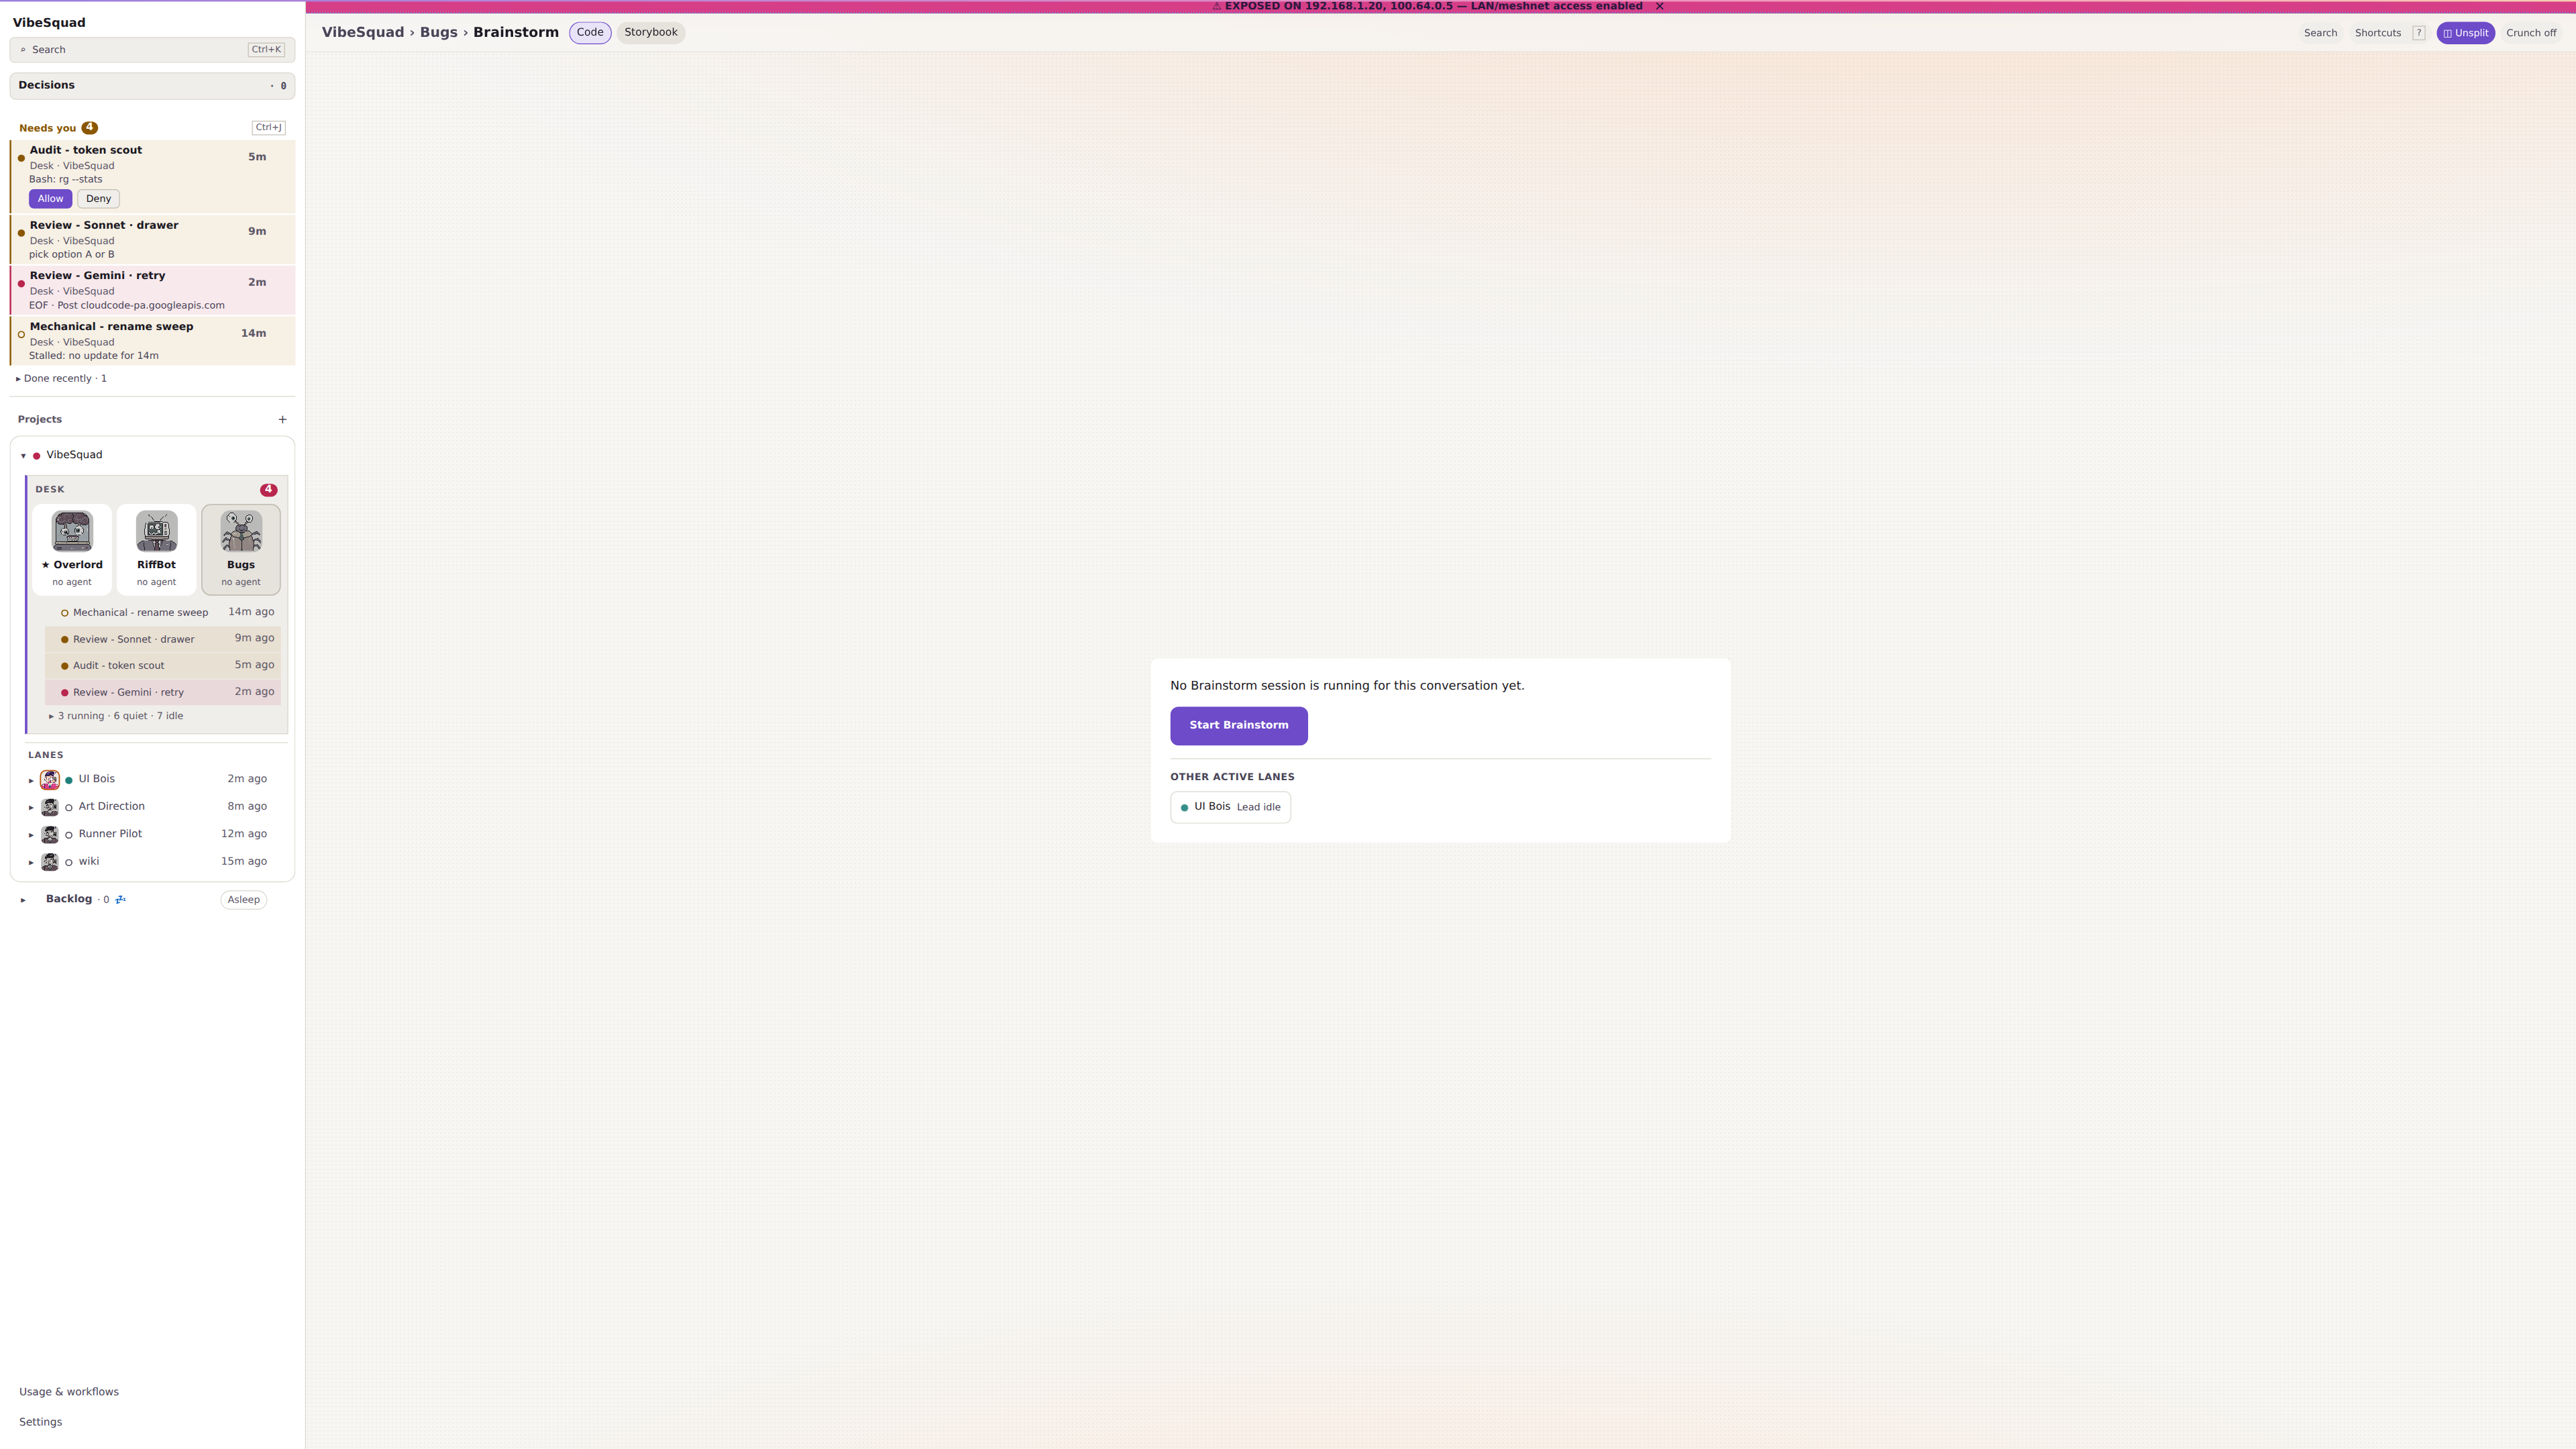 VibeSquad
Search Ctrl+K
Decisions · 0
Needs you 4 Ctrl+J
Audit - token scout 5m
Desk · VibeSquad
Bash: rg --stats
Allow Deny
Review - Sonnet · drawer 9m
Desk · VibeSquad
pick option A or B
Review - Gemini · retry 2m
Desk · VibeSquad
EOF · Post cloudcode-pa.googleapis.com
Mechanical - rename sweep 14m
Desk · VibeSquad
Stalled: no update for 14m
▸ Done recently · 1
Projects +
▾ VibeSquad
DESK 4
★ Overlord RiffBot Bugs
no agent no agent no agent
Mechanical - rename sweep 14m ago
Review - Sonnet · drawer 9m ago
Audit - token scout 5m ago
Review - Gemini · retry 2m ago
▸ 3 running · 6 quiet · 7 idle
LANES
▸ UI Bois 2m ago
▸ Art Direction 8m ago
▸ Runner Pilot 12m ago
▸ wiki 15m ago
▸ Backlog · 0 💤 Asleep
Usage & workflows
Settings
⚠ EXPOSED ON 192.168.1.20, 100.64.0.5 — LAN/meshnet access enabled ✕
VibeSquad › Bugs › Brainstorm Code Storybook
Search Shortcuts ? ◫ Unsplit Crunch off
No Brainstorm session is running for this conversation yet.
Start Brainstorm
OTHER ACTIVE LANES
UI Bois Lead idle